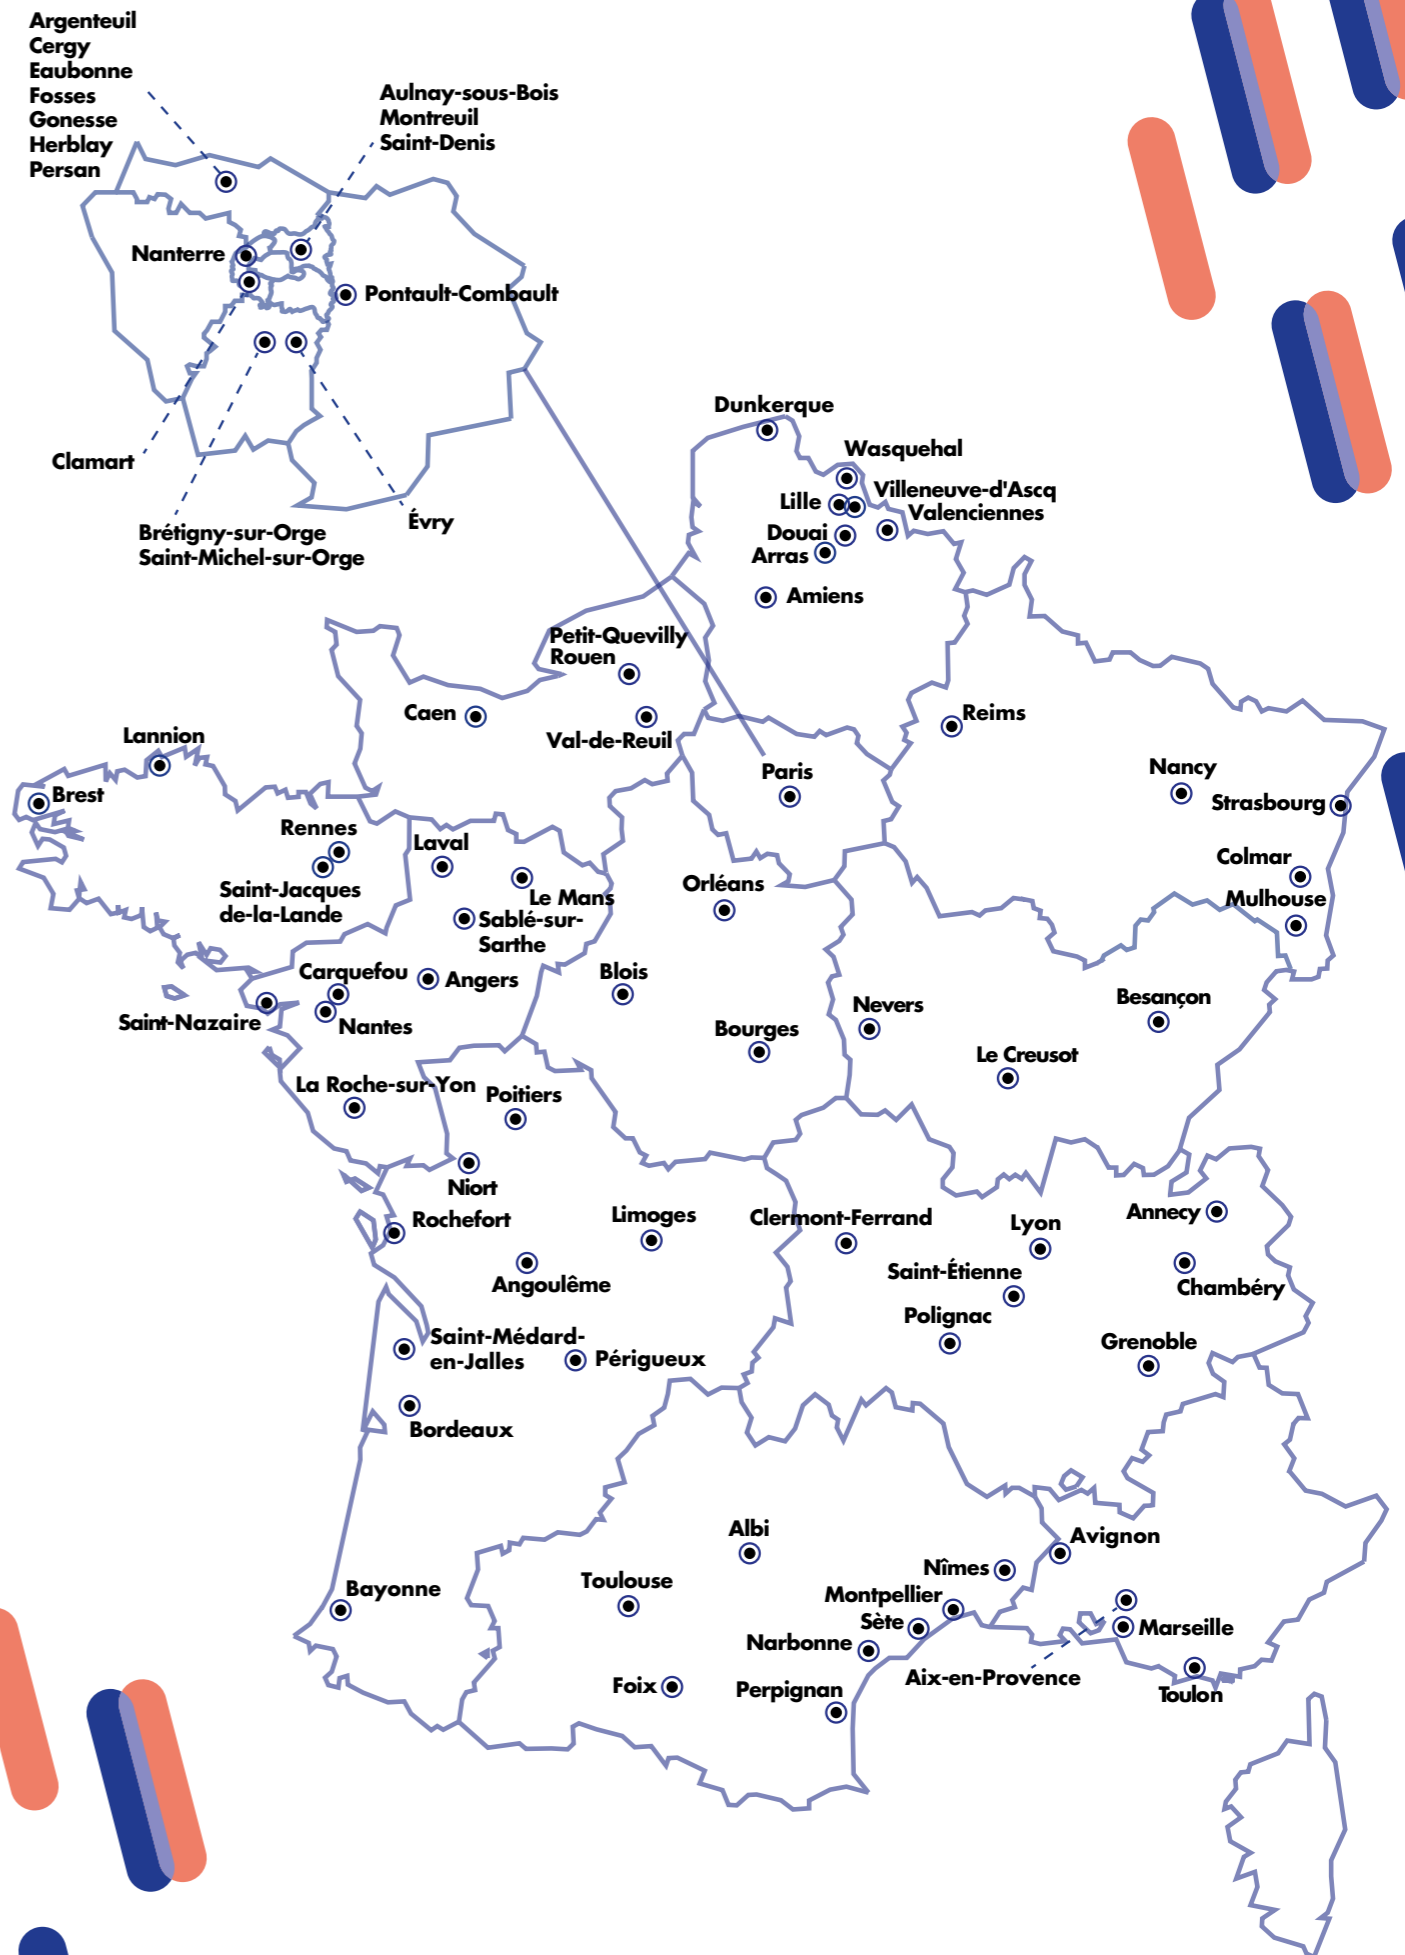 Argenteuil
Cergy
Eaubonne
Fosses
Gonesse
Herblay
Persan
Aulnay-sous-Bois
Montreuil
Saint-Denis
Nanterre
Pontault-Combault
Clamart
Brétigny-sur-Orge
Saint-Michel-sur-Orge
Évry
Dunkerque
Wasquehal
Lille
Villeneuve-d'Ascq
Valenciennes
Douai
Arras
Amiens
Petit-Quevilly
Rouen
Caen
Val-de-Reuil
Reims
Lannion
Brest
Paris
Nancy
Strasbourg
Rennes
Laval
Colmar
Saint-Jacques
de-la-Lande
Le Mans
Orléans
Mulhouse
Sablé-sur-
Sarthe
Carquefou
Angers
Blois
Saint-Nazaire
Nantes
Nevers
Besançon
Bourges
Le Creusot
La Roche-sur-Yon
Poitiers
Niort
Rochefort
Limoges
Clermont-Ferrand
Lyon
Annecy
Angoulême
Saint-Étienne
Chambéry
Polignac
Saint-Médard-
en-Jalles
Périgueux
Grenoble
Bordeaux
Albi
Avignon
Nîmes
Bayonne
Toulouse
Montpellier
Sète
Marseille
Narbonne
Aix-en-Provence
Foix
Perpignan
Toulon